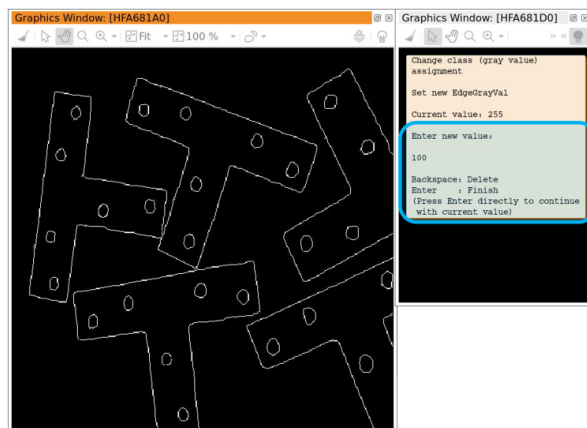 Graphics Window: [HFA681A0]
Fit
100 %
Graphics Window: [HFA681D0]
Change class (gray value)
assignment
Set new EdgeGrayVal
Current value: 255
Enter new value:
100
Backspace: Delete
Enter    : Finish
(Press Enter directly to continue
with current value)